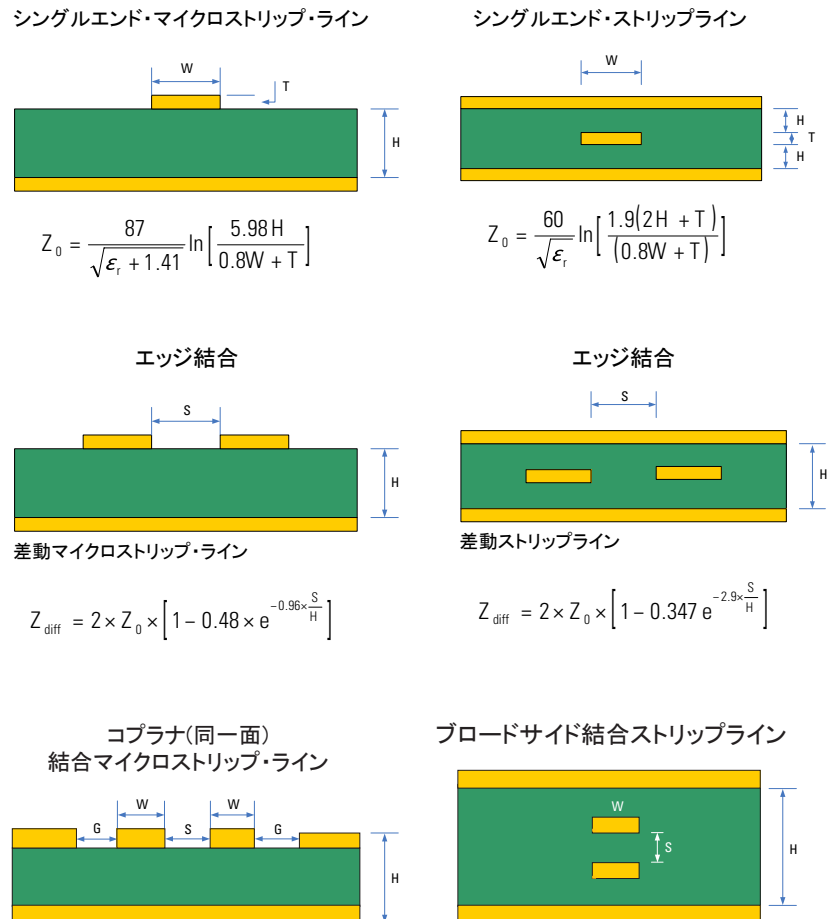 シングルエンド・マイクロストリップ・ライン
W
T
H
Z₀ = 87 / √(εr + 1.41) ln [ 5.98 H / 0.8W + T ]
シングルエンド・ストリップライン
W
H
T
H
Z₀ = 60 / √εr ln [ 1.9(2H + T) / (0.8W + T) ]
エッジ結合
S
H
差動マイクロストリップ・ライン
Z diff = 2 × Z₀ × [ 1 – 0.48 × e^(–0.96× S/H) ]
エッジ結合
S
H
差動ストリップライン
Z diff = 2 × Z₀ × [ 1 – 0.347 e^(–2.9× S/H) ]
コプラナ(同一面)
結合マイクロストリップ・ライン
W W
G S G
H
ブロードサイド結合ストリップライン
W
S
H